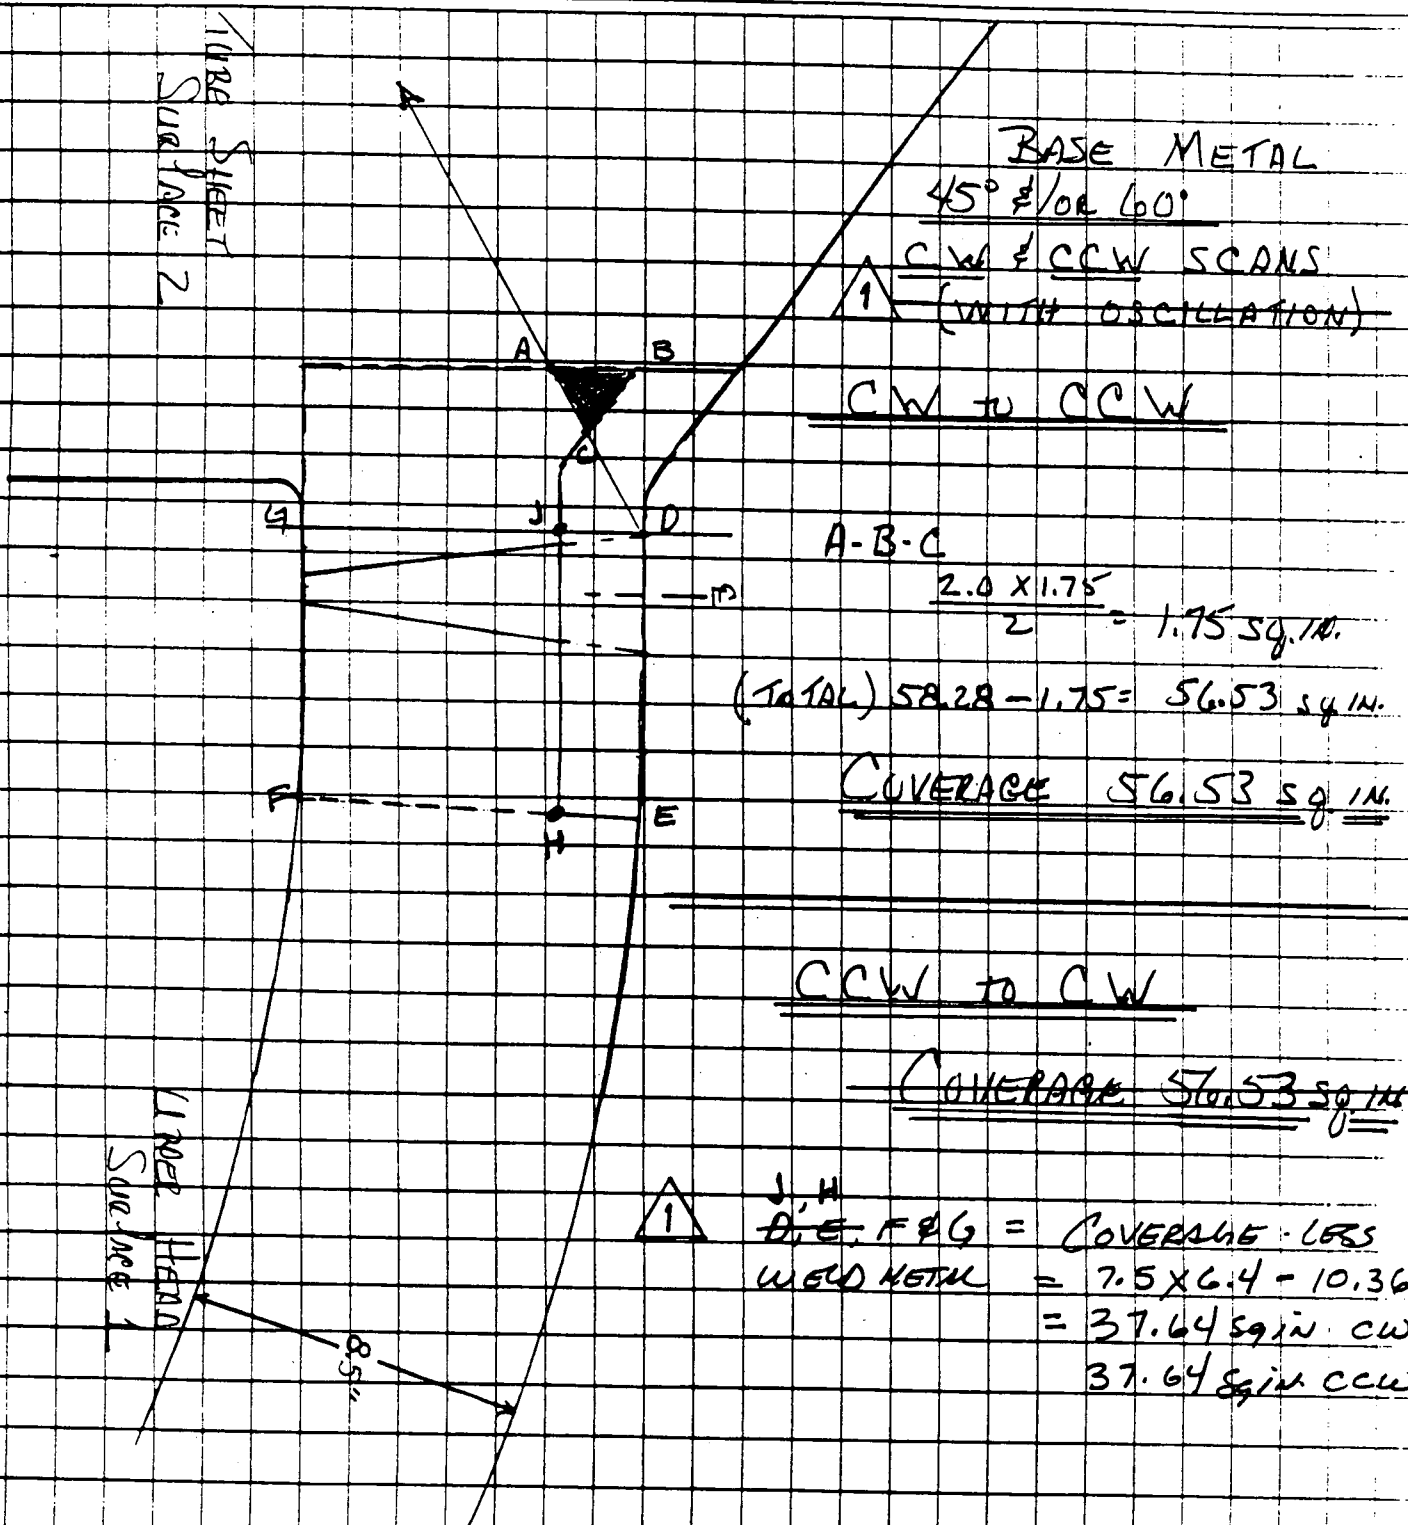 TUBE SHEET
SURFACE 2
BASE METAL
45° &/OR 60°
CW & CCW SCANS
1
(WITH OSCILLATION)
CW to CCW
A
B
C
J
D
G
A-B-C
2.0 X 1.75
2
= 1.75 SQ. IN.
(TOTAL) 58.28 - 1.75 = 56.53 SQ IN.
COVERAGE 56.53 SQ IN.
F
H
E
CCW to CW
COVERAGE 56.53 SQ. IN
HEAD
SURFACE 1
8.5"
1
J, H
D, E, F & G = COVERAGE LESS
WELD METAL = 7.5 X 6.4 - 10.36
= 37.64 SQ IN. CW
37.64 SQ IN. CCW